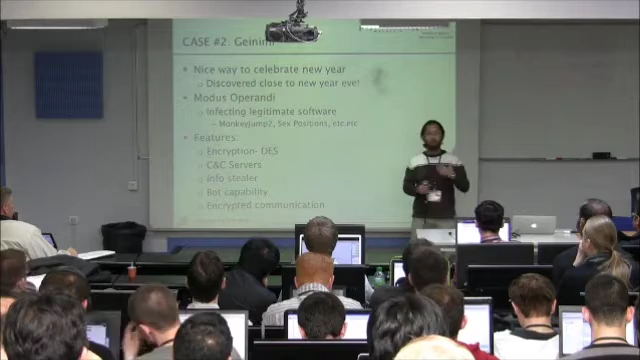 CASE #2: Geinimi
Nice way to celebrate new year
Discovered close to new year eve!
Modus Operandi
Infecting legitimate software
– MonkeyJump2, Sex Positions, etc.etc
Features:
Encryption- DES
C&C Servers
Info stealer
Bot capability
Encrypted communication